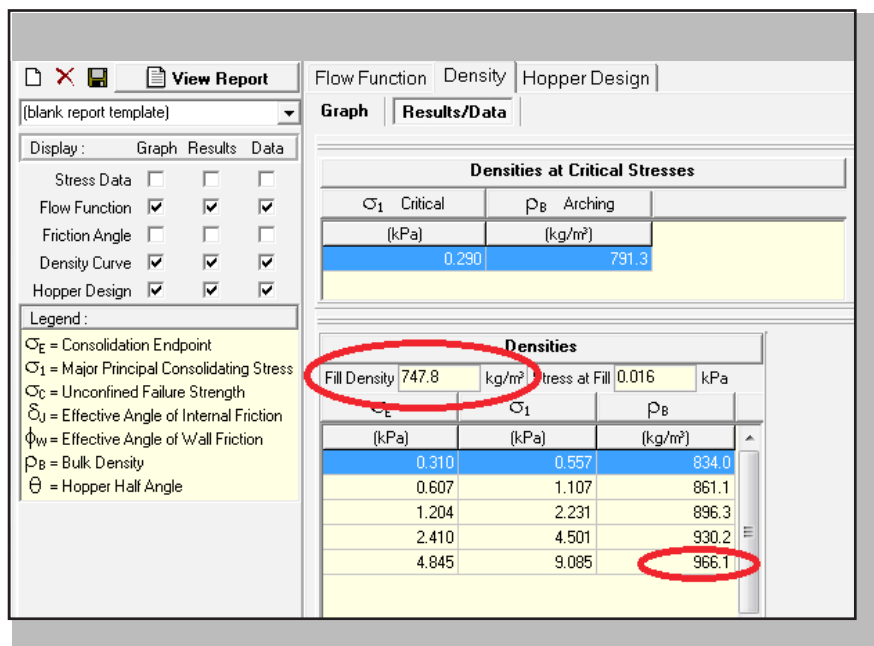 View Report
(blank report template)
Display : Graph Results Data
Stress Data
Flow Function
Friction Angle
Density Curve
Hopper Design
Legend :
σE = Consolidation Endpoint
σ1 = Major Principal Consolidating Stress
σC = Unconfined Failure Strength
δJ = Effective Angle of Internal Friction
ϕw = Effective Angle of Wall Friction
ρB = Bulk Density
θ = Hopper Half Angle
Flow Function Density Hopper Design
Graph Results/Data
Densities at Critical Stresses
σ1 Critical ρB Arching
(kPa) (kg/m³)
0.290 791.3
Densities
Fill Density 747.8 kg/m³ Stress at Fill 0.016 kPa
σE σ1 ρB
(kPa) (kPa) (kg/m³)
0.310 0.557 834.0
0.607 1.107 861.1
1.204 2.231 896.3
2.410 4.501 930.2
4.845 9.085 966.1